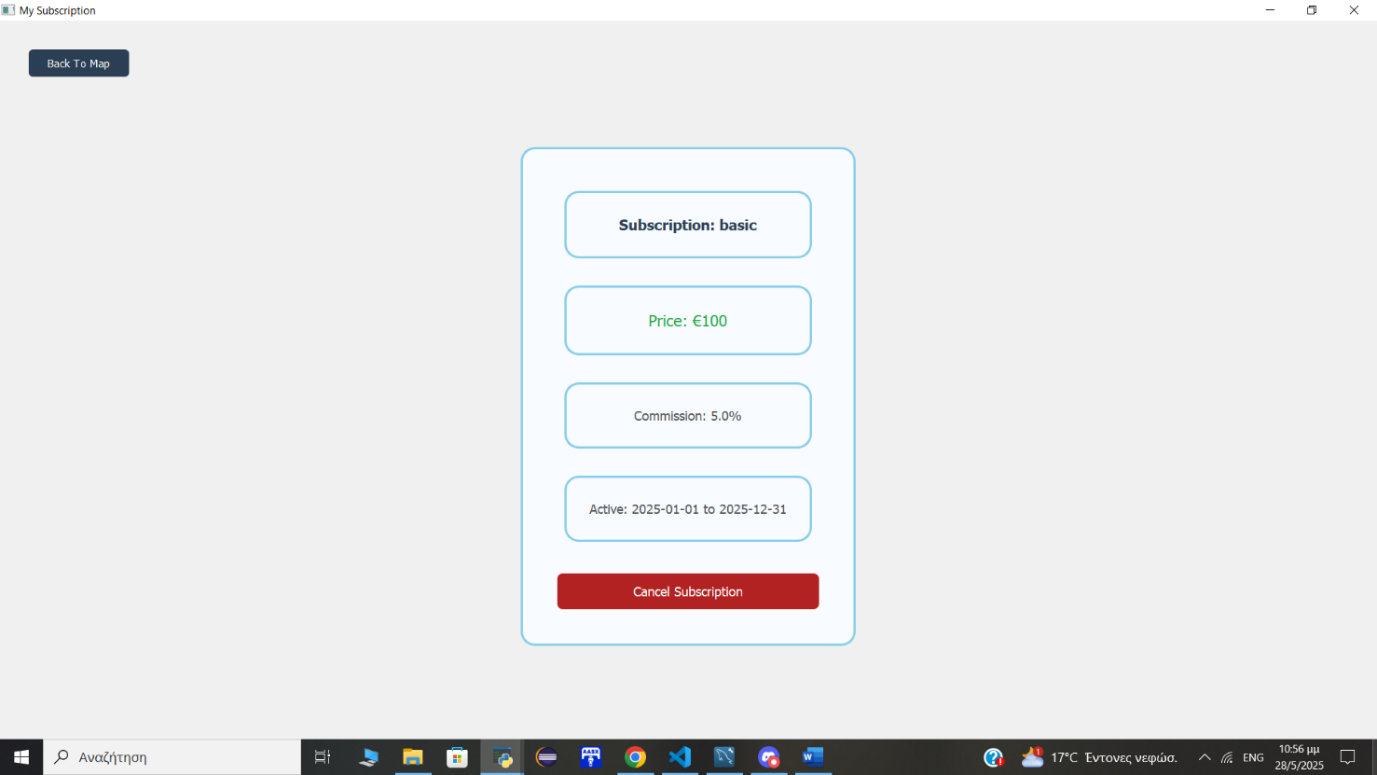 My Subscription
Back To Map
Subscription: basic
Price: €100
Commission: 5.0%
Active: 2025-01-01 to 2025-12-31
Cancel Subscription
Αναζήτηση
17°C Έντονες νεφώσ.
ENG
10:56 μμ
28/5/2025